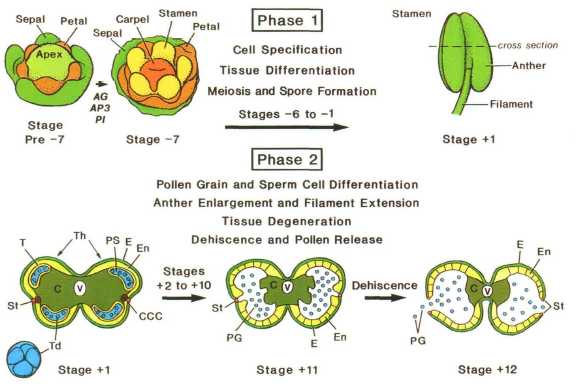 Sepal
Petal
Apex
Stage
Pre −7
AG
AP3
PI
Carpel
Stamen
Petal
Sepal
Stage −7
Phase 1
Cell Specification
Tissue Differentiation
Meiosis and Spore Formation
Stages −6 to −1
Stamen
cross section
Anther
Filament
Stage +1
Phase 2
Pollen Grain and Sperm Cell Differentiation
Anther Enlargement and Filament Extension
Tissue Degeneration
Dehiscence and Pollen Release
T
Th
PS
E
En
C
V
St
CCC
Td
Stage +1
Stages
+2 to +10
C
V
St
PG
E
En
Stage +11
Dehiscence
E
En
C
V
St
PG
Stage +12